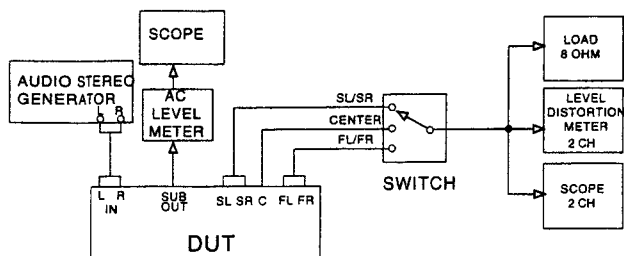 SCOPE
AUDIO STEREO
GENERATOR
L R
AC
LEVEL
METER
SL/SR
CENTER
FL/FR
SWITCH
LOAD
8 OHM
LEVEL
DISTORTION
METER
2 CH
SCOPE
2 CH
L R
IN
SUB
OUT
SL SR C FL FR
DUT